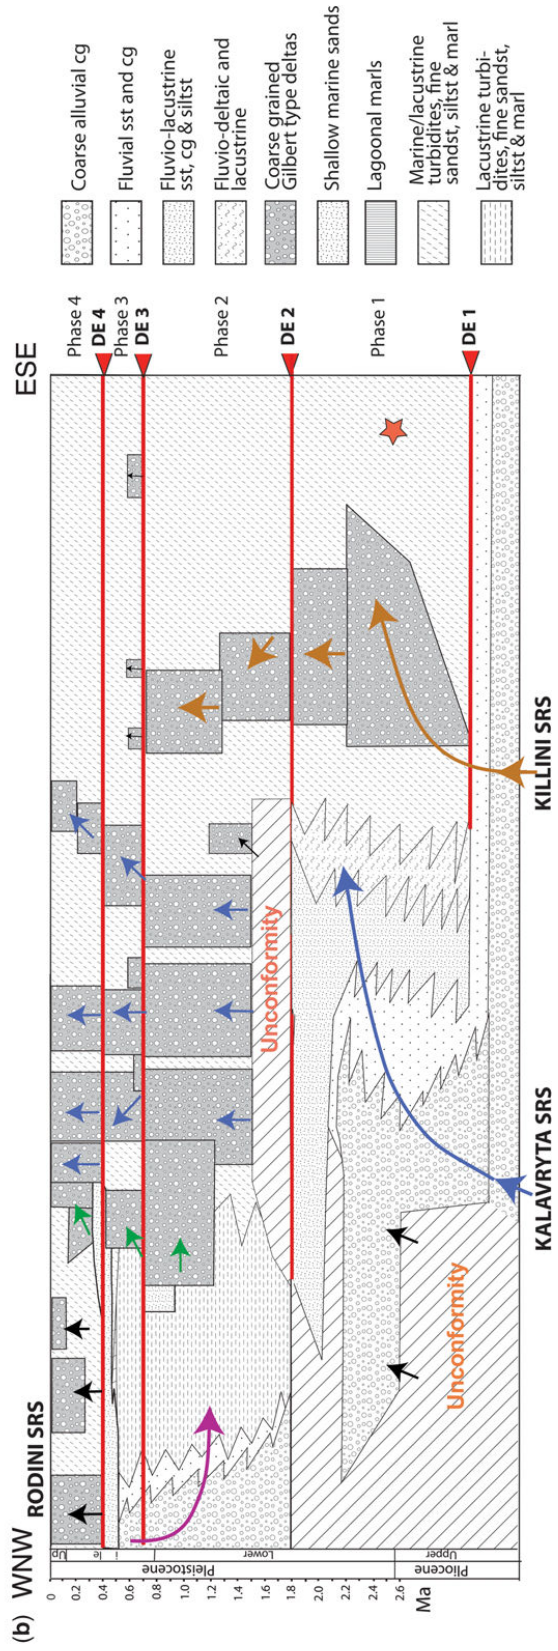 (b) WNW
ESE
RODINI SRS
Phase 4
DE 4
Phase 3
DE 3
Phase 2
DE 2
Phase 1
DE 1
0
0.2
0.4
0.6
0.8
1.0
1.2
1.4
1.6
1.8
2.0
2.2
2.4
2.6
Ma
Up
Lower
Pleistocene
Upper
Pliocene
Unconformity
Unconformity
KALAVRYTA SRS
KILLINI SRS
Coarse alluvial cg
Fluvial sst and cg
Fluvio-lacustrine
sst, cg & siltst
Fluvio-deltaic and
lacustrine
Coarse grained
Gilbert type deltas
Shallow marine sands
Lagoonal marls
Marine/lacustrine
turbidites, fine
sandst, siltst & marl
Lacustrine turbi-
dites, fine sandst,
siltst & marl